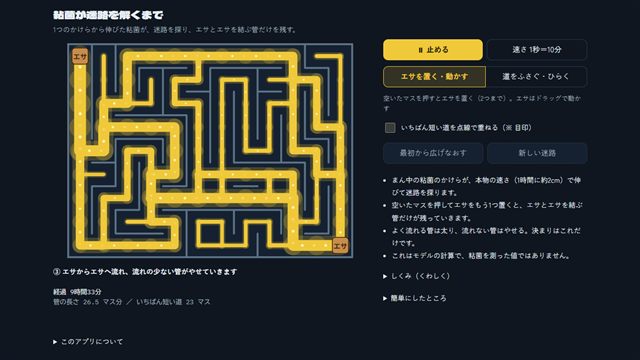 粘菌が迷路を解くまで
1つのかけらから伸びた粘菌が、迷路を探り、エサとエサを結ぶ管だけを残す。
エサ
エサ
③ エサからエサへ流れ、流れの少ない管がやせていきます
経過 9時間33分
管の長さ 26.5 マス分 ／ いちばん短い道 23 マス
▶ このアプリについて
⏸ 止める
速さ 1秒＝10分
エサを置く・動かす
道をふさぐ・ひらく
空いたマスを押すとエサを置く（2つまで）。エサはドラッグで動か
す
いちばん短い道を点線で重ねる（※ 目印）
最初から広げなおす
新しい迷路
• まん中の粘菌のかけらが、本物の速さ（1時間に約2cm）で伸
びて迷路を探ります。
• 空いたマスを押してエサをもう1つ置くと、エサとエサを結ぶ
管だけが残っていきます。
• よく流れる管は太り、流れない管はやせる。決まりはこれだ
けです。
• これはモデルの計算で、粘菌を測った値ではありません。
▶ しくみ（くわしく）
▶ 簡単にしたところ